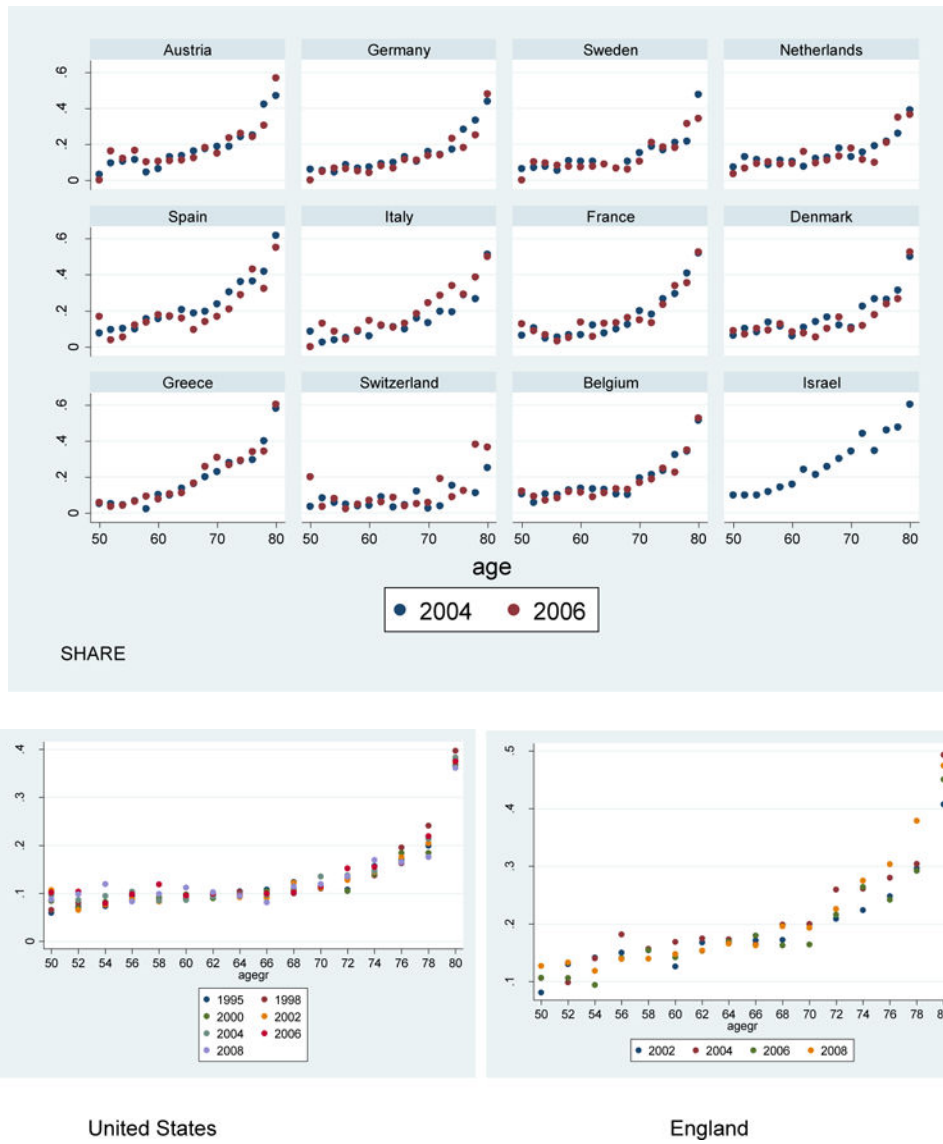 Austria Germany Sweden Netherlands
0 .2 .4 .6
Spain Italy France Denmark
0 .2 .4 .6
Greece Switzerland Belgium Israel
0 .2 .4 .6
50 60 70 80 50 60 70 80 50 60 70 80 50 60 70 80
age
2004 2006
SHARE
.4
.3
.2
.1
0
50 52 54 56 58 60 62 64 66 68 70 72 74 76 78 80
agegr
1995 1998
2000 2002
2004 2006
2008
.5
.4
.3
.2
.1
50 52 54 56 58 60 62 64 66 68 70 72 74 76 78 80
agegr
2002 2004 2006 2008
United States England